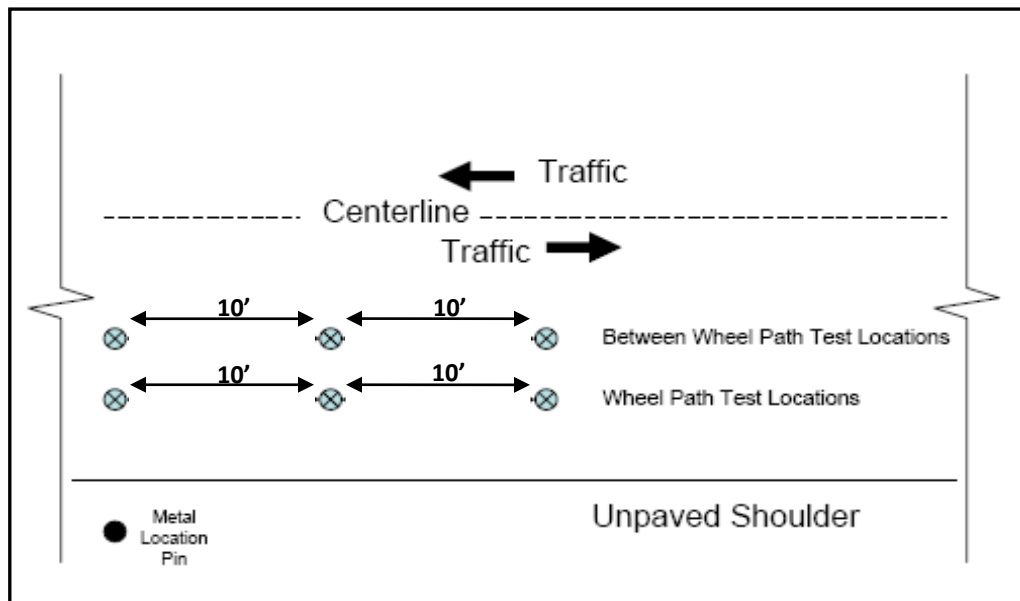 Traffic
Centerline
Traffic
10’ 10’
Between Wheel Path Test Locations
10’ 10’
Wheel Path Test Locations
Unpaved Shoulder
Metal
Location
Pin